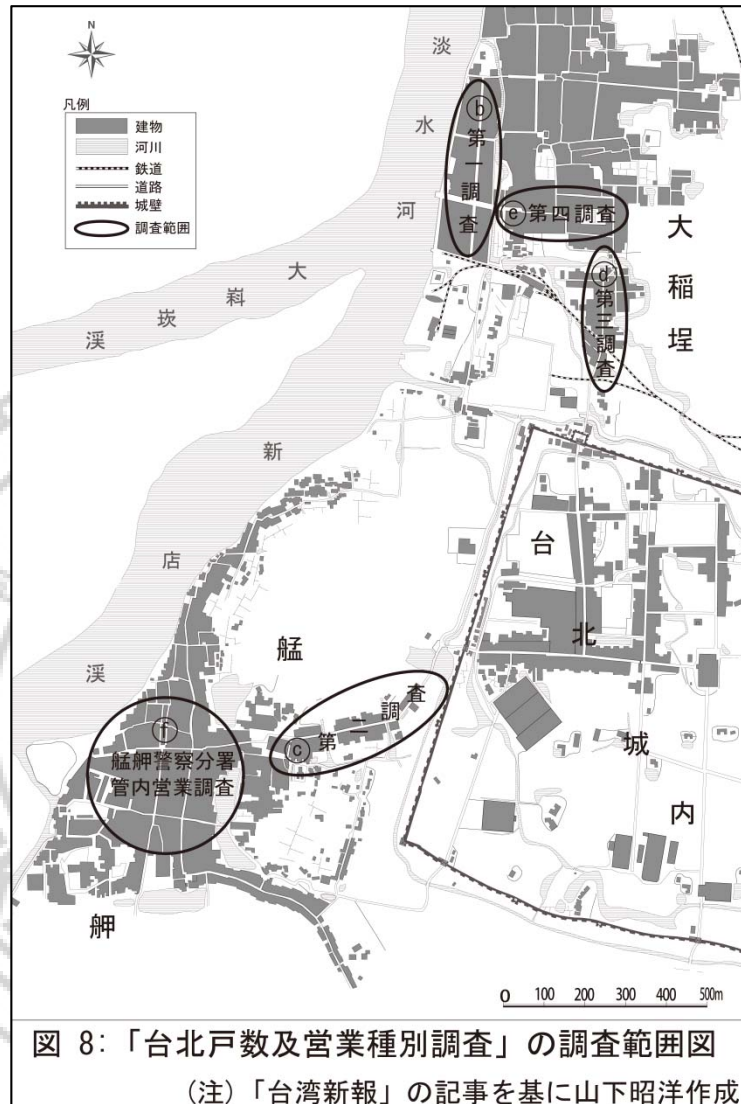 N
凡例
建物
河川
鉄道
道路
城壁
調査範囲
淡水河
大嵙崁溪
新店溪
ⓑ第一調査
ⓔ第四調査
ⓓ第三調査
大稲埕
台北城内
艋舺
ⓒ第二調査
ⓕ
艋舺警察分署
管内営業調査
0 100 200 300 400 500m
図 8:「台北戸数及営業種別調査」の調査範囲図
(注)「台湾新報」の記事を基に山下昭洋作成